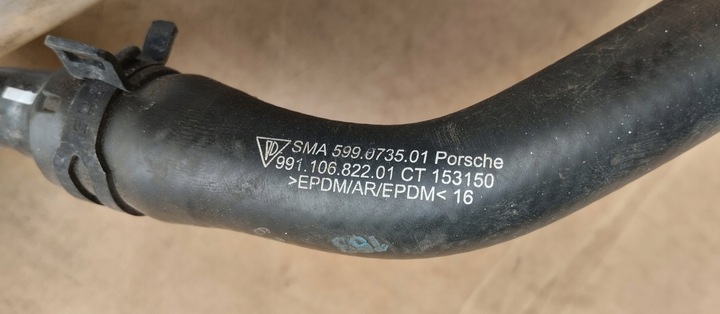 SMA 599.0735.01 Porsche
991.106.822.01 CT 153150
>EPDM/AR/EPDM< 16